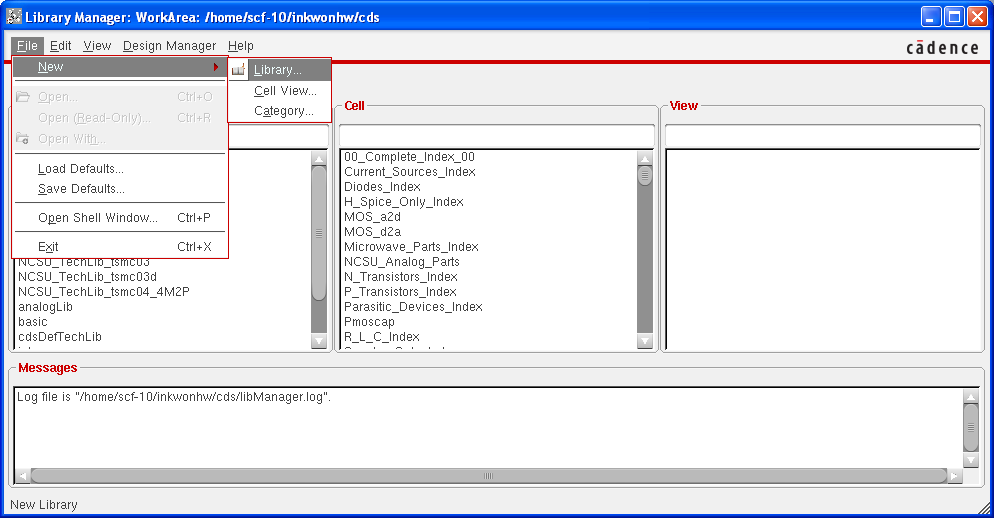 Library Manager: WorkArea: /home/scf-10/inkwonhw/cds
File Edit View Design Manager Help
cādence
New
Library...
Cell View...
Category...
Open... Ctrl+O
Open (Read-Only)... Ctrl+R
Open With...
Load Defaults...
Save Defaults...
Open Shell Window... Ctrl+P
Exit Ctrl+X
NCSU_TechLib_tsmc03
NCSU_TechLib_tsmc03d
NCSU_TechLib_tsmc04_4M2P
analogLib
basic
cdsDefTechLib
Cell
00_Complete_Index_00
Current_Sources_Index
Diodes_Index
H_Spice_Only_Index
MOS_a2d
MOS_d2a
Microwave_Parts_Index
NCSU_Analog_Parts
N_Transistors_Index
P_Transistors_Index
Parasitic_Devices_Index
Pmoscap
R_L_C_Index
View
Messages
Log file is "/home/scf-10/inkwonhw/cds/libManager.log".
New Library